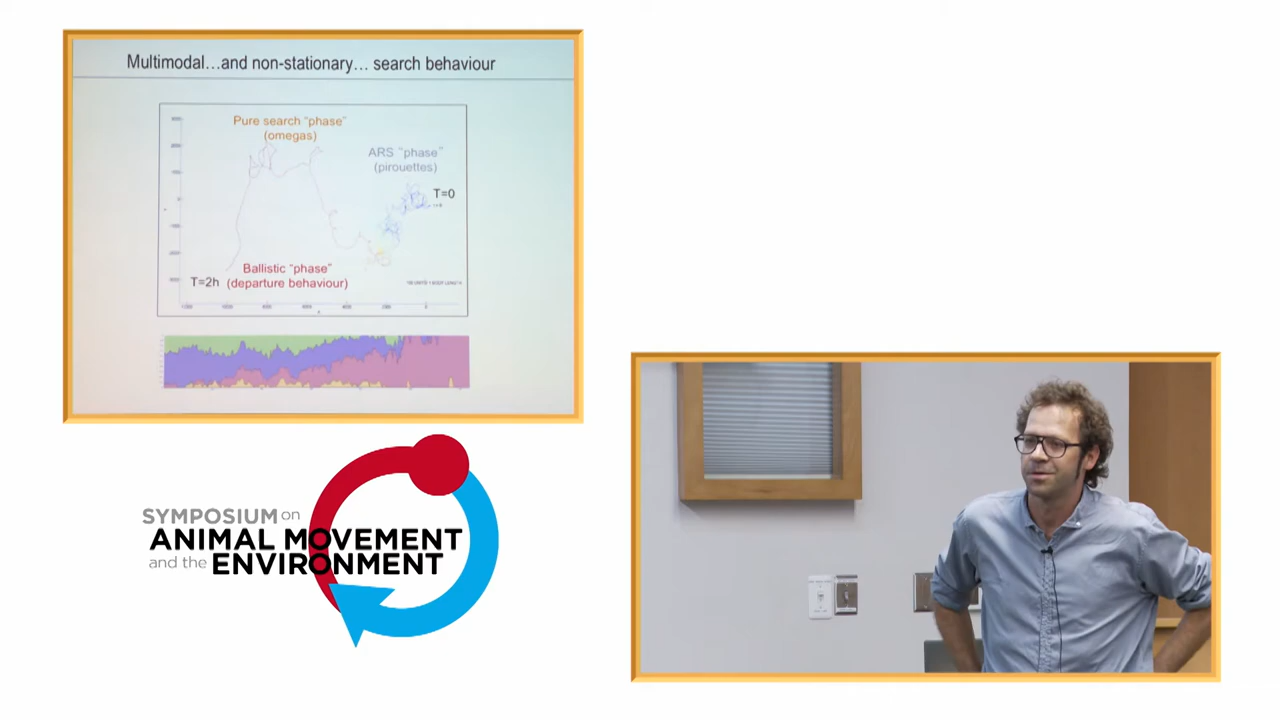 Multimodal…and non-stationary… search behaviour
Pure search "phase"
(omegas)
ARS "phase"
(pirouettes)
T=0
Ballistic "phase"
T=2h (departure behaviour)
SYMPOSIUM on
ANIMAL MOVEMENT
and the ENVIRONMENT